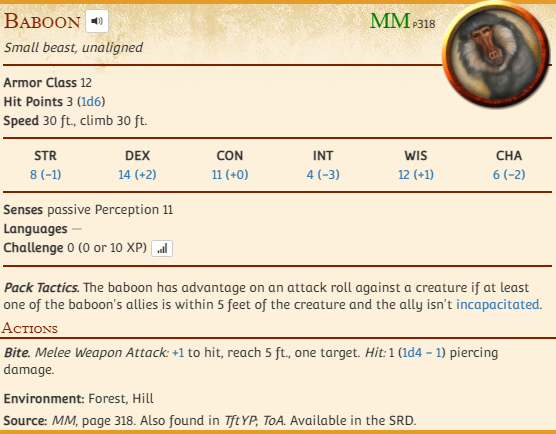 Baboon MM P318
Small beast, unaligned
Armor Class 12
Hit Points 3 (1d6)
Speed 30 ft., climb 30 ft.
STR DEX CON INT WIS CHA
8 (−1) 14 (+2) 11 (+0) 4 (−3) 12 (+1) 6 (−2)
Senses passive Perception 11
Languages —
Challenge 0 (0 or 10 XP)
Pack Tactics. The baboon has advantage on an attack roll against a creature if at least
one of the baboon's allies is within 5 feet of the creature and the ally isn't incapacitated.
Actions
Bite. Melee Weapon Attack: +1 to hit, reach 5 ft., one target. Hit: 1 (1d4 − 1) piercing
damage.
Environment: Forest, Hill
Source: MM, page 318. Also found in TftYP; ToA. Available in the SRD.